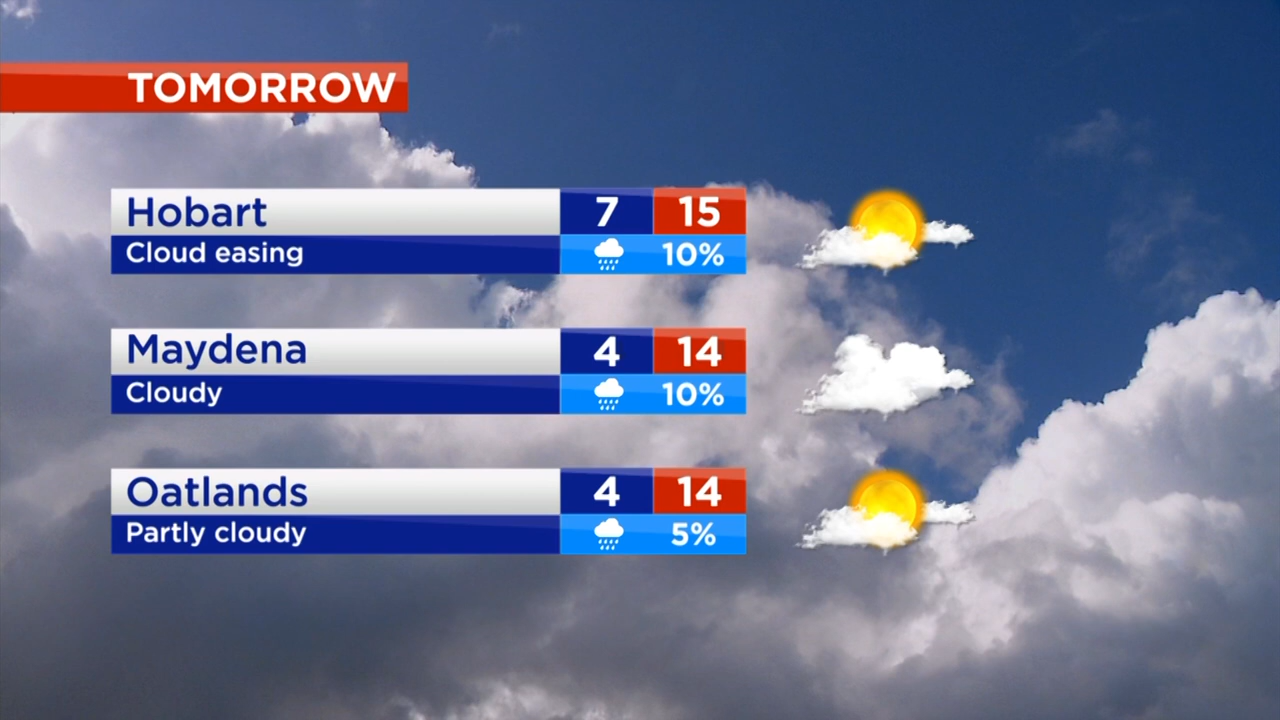 TOMORROW
Hobart 7 15
Cloud easing 10%
Maydena 4 14
Cloudy 10%
Oatlands 4 14
Partly cloudy 5%